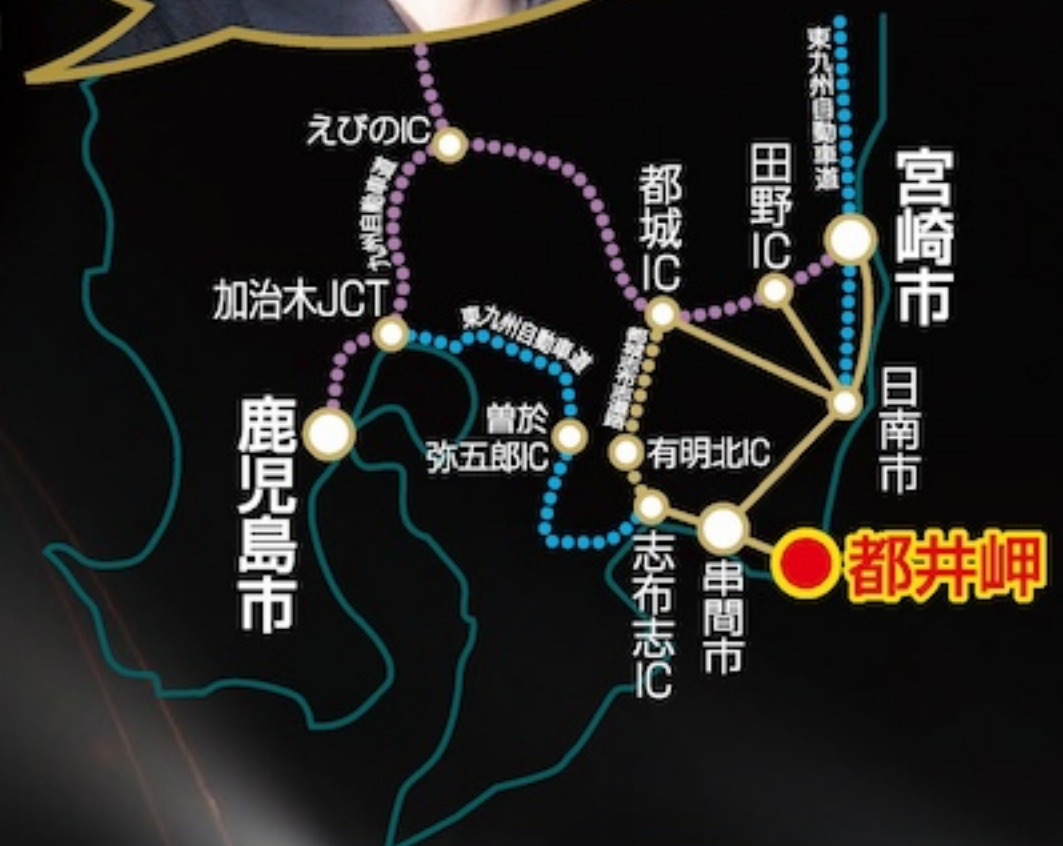 東九州自動車道
えびのIC
九州自動車道
都城IC
田野IC
宮崎市
加治木JCT
東九州自動車道
鹿児島市
曽於
弥五郎IC
有明北IC
日南市
志布志IC
串間市
都井岬